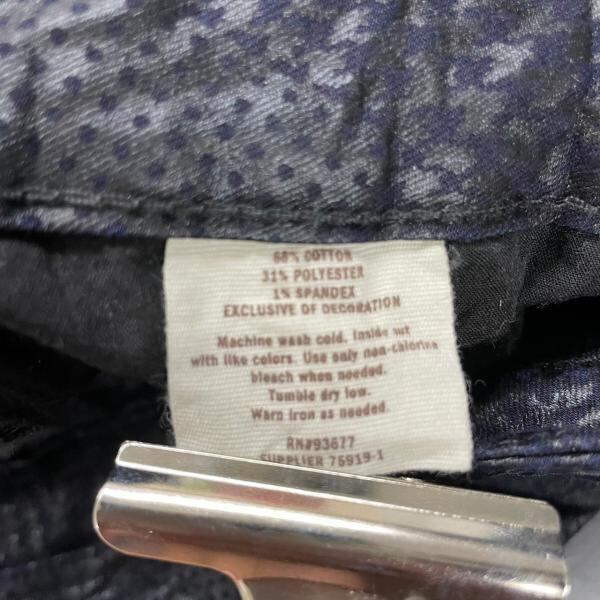 68% COTTON
31% POLYESTER
1% SPANDEX
EXCLUSIVE OF DECORATION
Machine wash cold. Inside out
with like colors. Use only non-chlorine
bleach when needed.
Tumble dry low.
Warm iron as needed.
RN#93677
SUPPLIER 75919-1